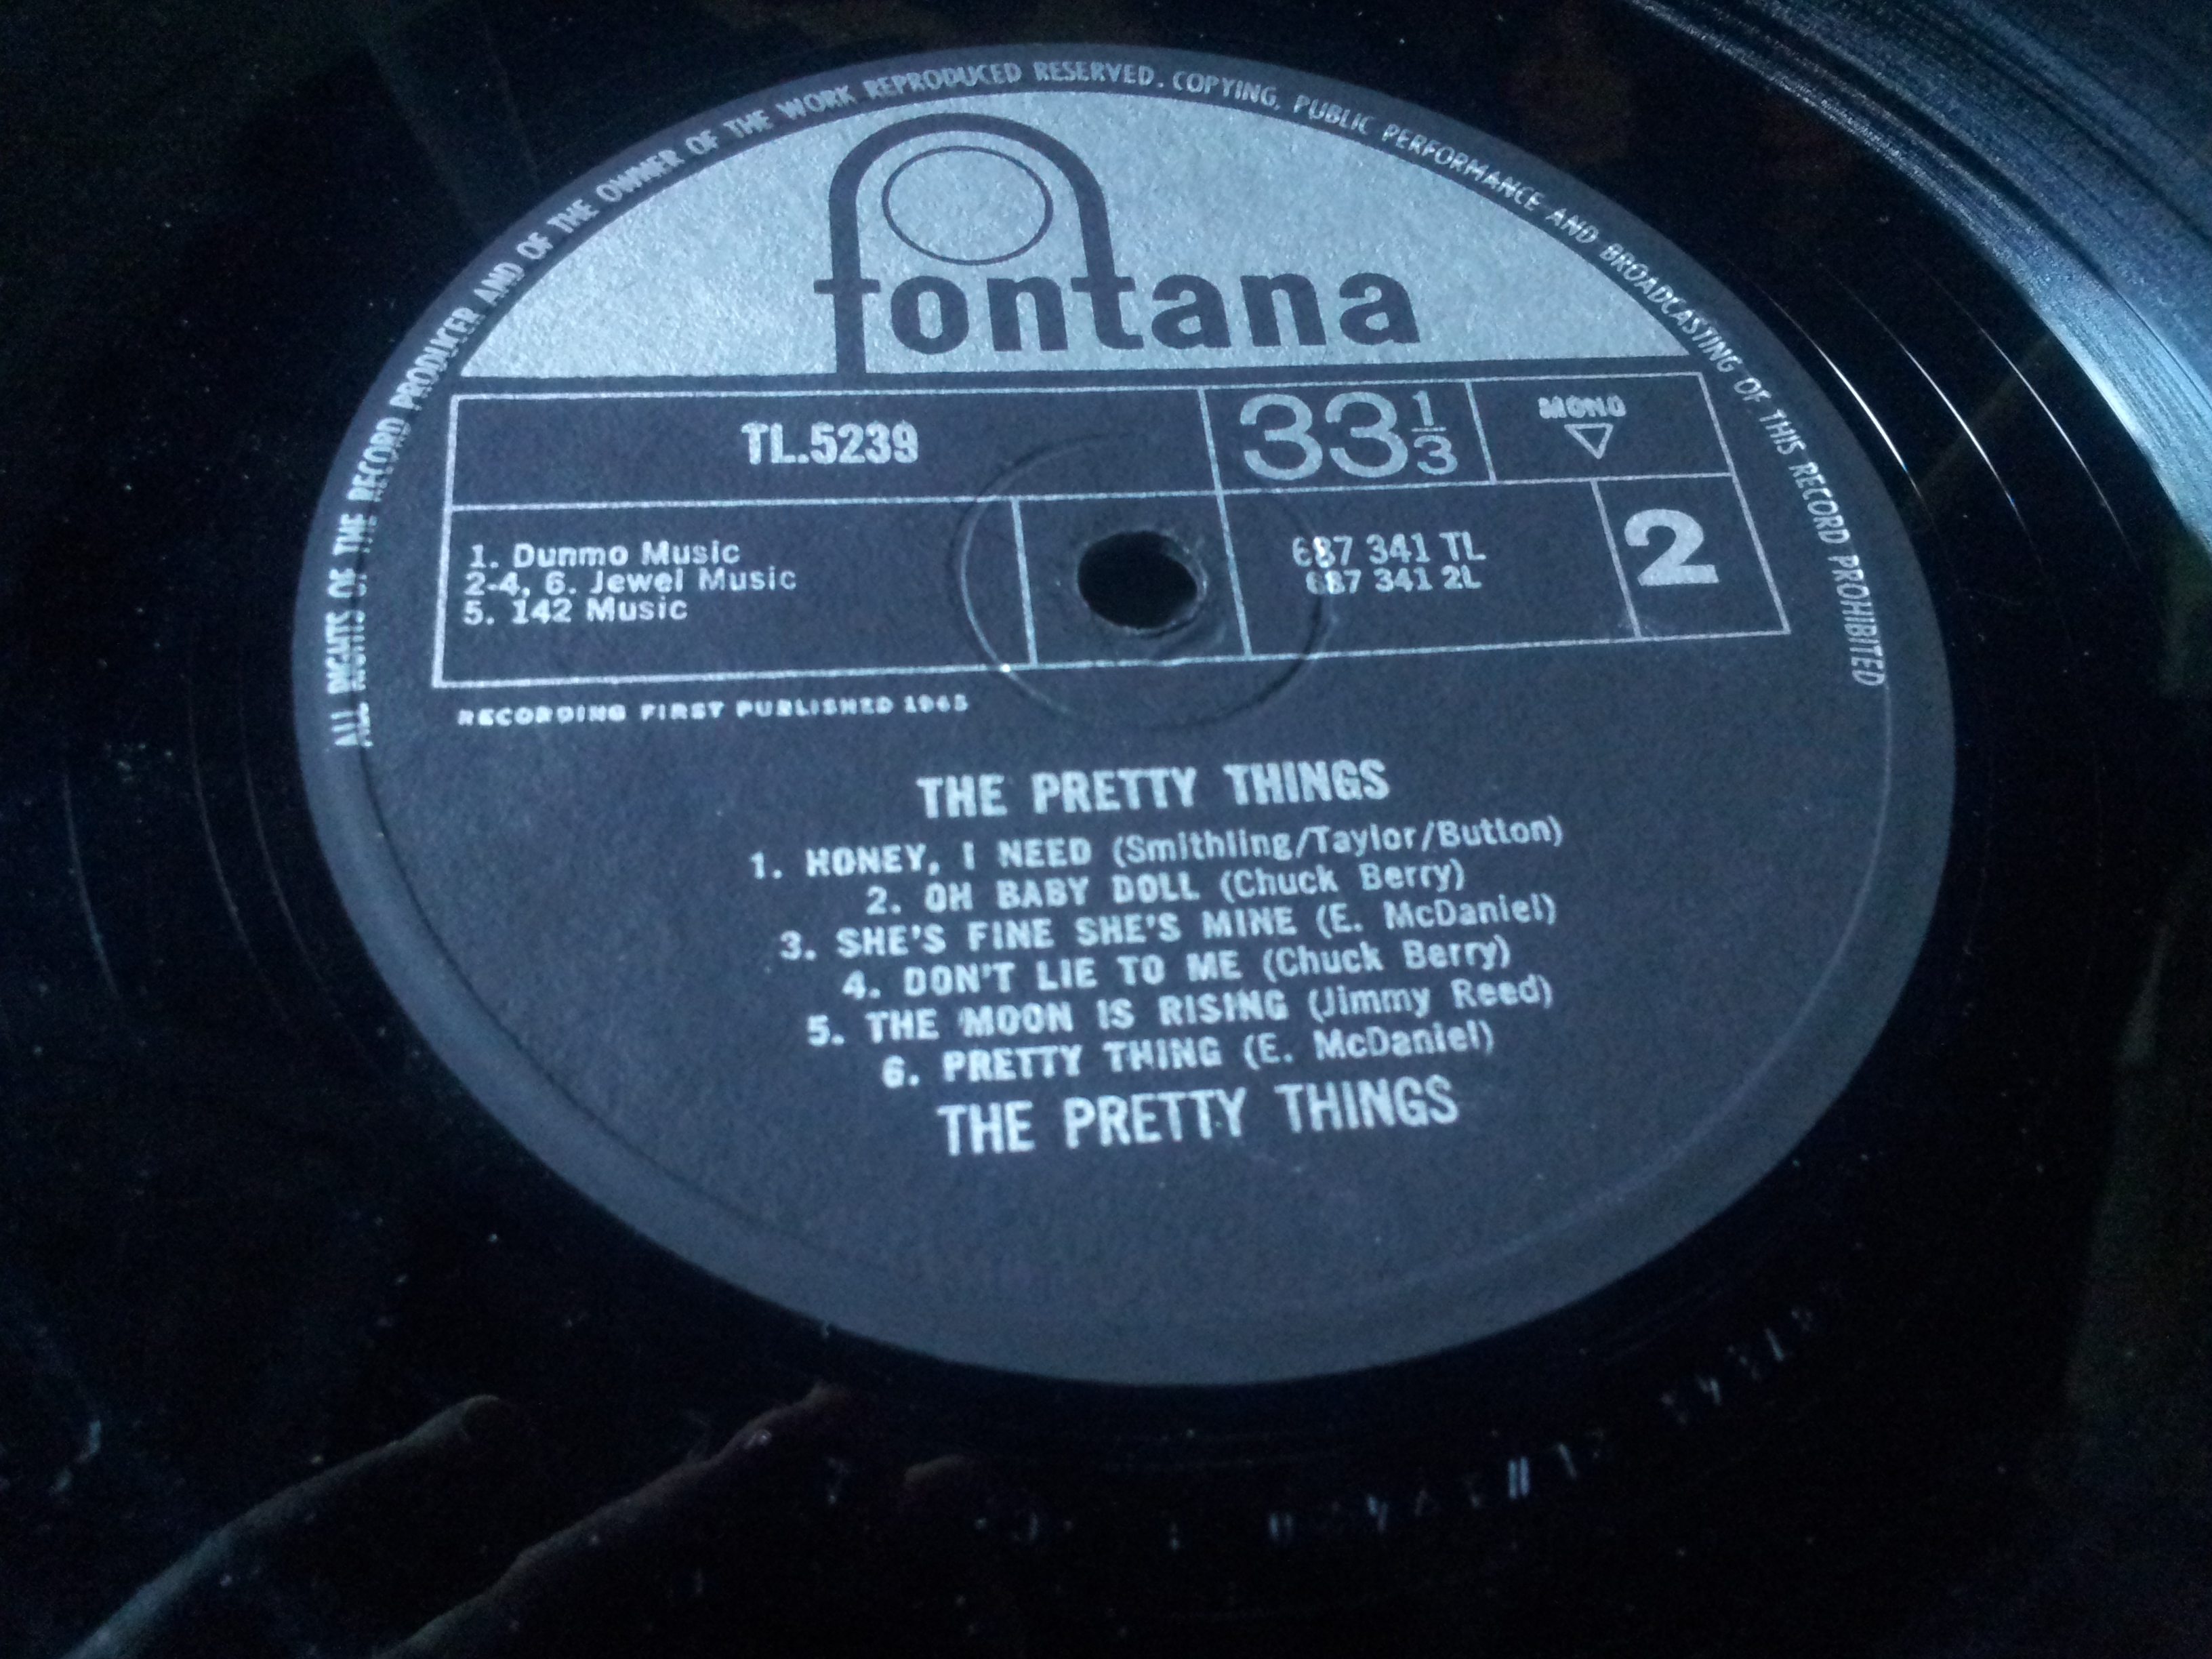 ALL RIGHTS OF THE RECORD PRODUCER AND OF THE OWNER OF THE WORK REPRODUCED RESERVED. COPYING, PUBLIC PERFORMANCE AND BROADCASTING OF THIS RECORD PROHIBITED
fontana
TL.5239
33 1/3
MONO
1. Dunmo Music
2-4, 6. Jewel Music
5. 142 Music
687 341 TL
687 341 2L
2
RECORDING FIRST PUBLISHED 1965
THE PRETTY THINGS
1. HONEY, I NEED (Smithling/Taylor/Button)
2. OH BABY DOLL (Chuck Berry)
3. SHE'S FINE SHE'S MINE (E. McDaniel)
4. DON'T LIE TO ME (Chuck Berry)
5. THE MOON IS RISING (Jimmy Reed)
6. PRETTY THING (E. McDaniel)
THE PRETTY THINGS